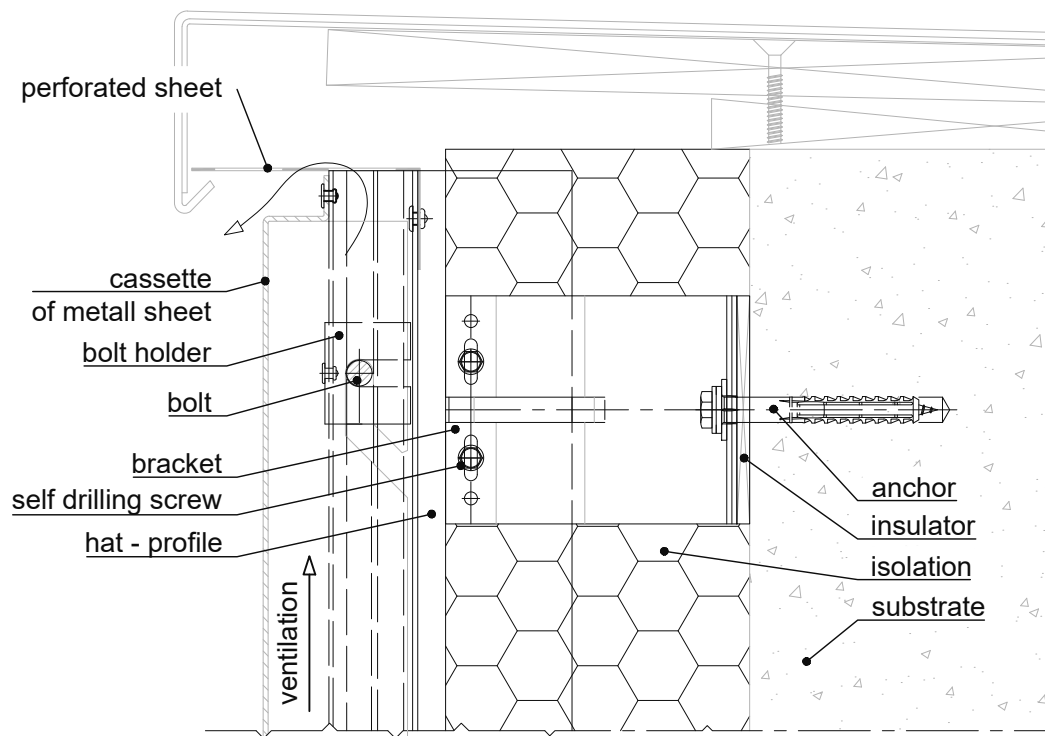 perforated sheet
cassette
of metall sheet
bolt holder
bolt
bracket
self drilling screw
hat - profile
ventilation
anchor
insulator
isolation
substrate